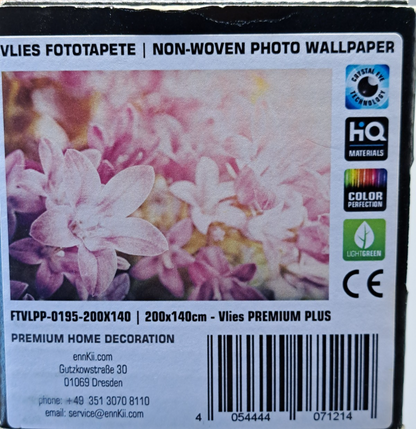 VLIES FOTOTAPETE | NON-WOVEN PHOTO WALLPAPER
CRYSTAL EYE
TECHNOLOGY
HQ
MATERIALS
COLOR
PERFECTION
LIGHTGREEN
CE
FTVLPP-0195-200X140 | 200x140cm - Vlies PREMIUM PLUS
PREMIUM HOME DECORATION
ennKii.com
Gutzkowstraße 30
01069 Dresden
phone: +49 351 3070 8110
email: service@ennKii.com
4 054444 071214